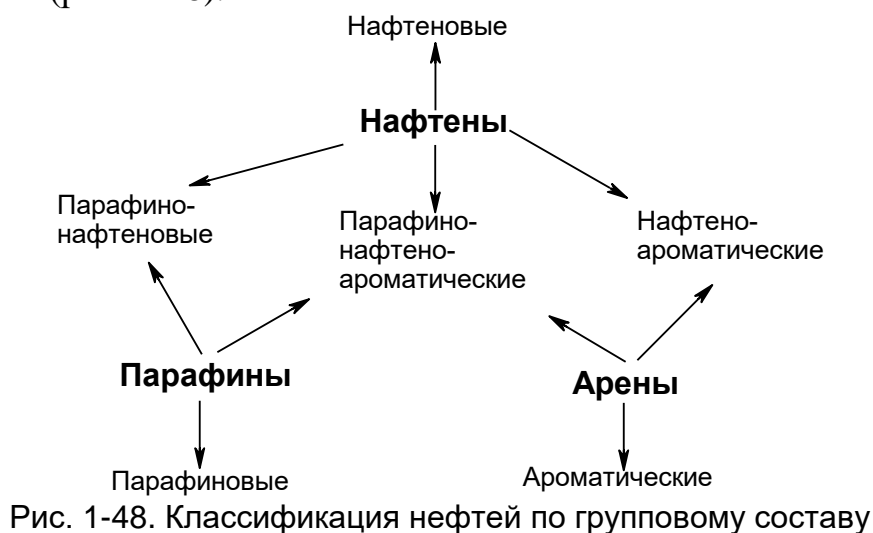 Нафтеновые
Нафтены
Парафино-
нафтеновые
Парафино-
нафтено-
ароматические
Нафтено-
ароматические
Парафины
Арены
Парафиновые
Ароматические
Рис. 1-48. Классификация нефтей по групповому составу